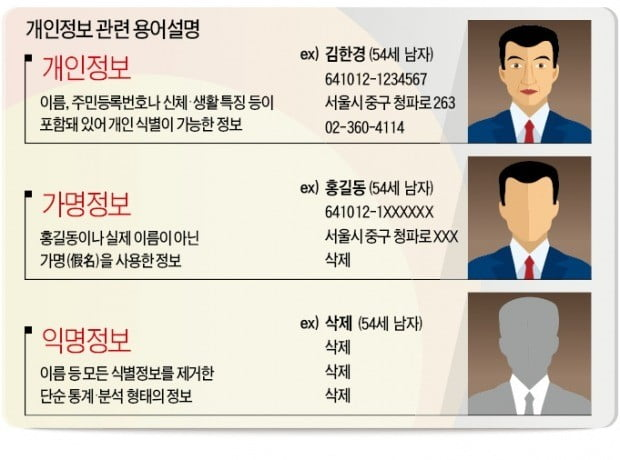 개인정보 관련 용어설명
개인정보
이름, 주민등록번호나 신체·생활 특징 등이
포함돼 있어 개인 식별이 가능한 정보
ex) 김한경 (54세 남자)
641012-1234567
서울시 중구 청파로 263
02-360-4114
가명정보
홍길동이나 실제 이름이 아닌
가명(假名)을 사용한 정보
ex) 홍길동 (54세 남자)
641012-1XXXXXX
서울시 중구 청파로 XXX
삭제
익명정보
이름 등 모든 식별정보를 제거한
단순 통계·분석 형태의 정보
ex) 삭제 (54세 남자)
삭제
삭제
삭제